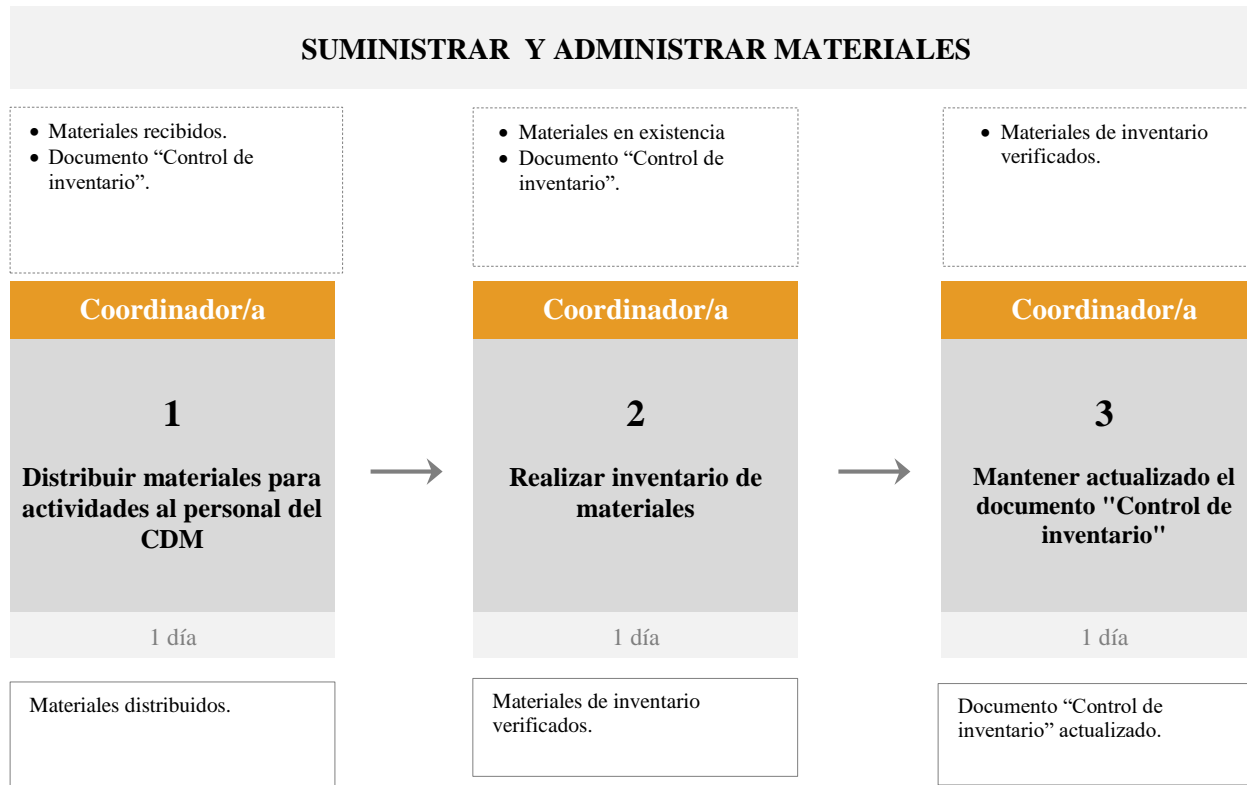 SUMINISTRAR Y ADMINISTRAR MATERIALES
• Materiales recibidos.
• Documento “Control de
inventario”.
Coordinador/a
1
Distribuir materiales para
actividades al personal del
CDM
1 día
Materiales distribuidos.
• Materiales en existencia
• Documento “Control de
inventario”.
Coordinador/a
2
Realizar inventario de
materiales
1 día
Materiales de inventario
verificados.
• Materiales de inventario
verificados.
Coordinador/a
3
Mantener actualizado el
documento "Control de
inventario"
1 día
Documento “Control de
inventario” actualizado.